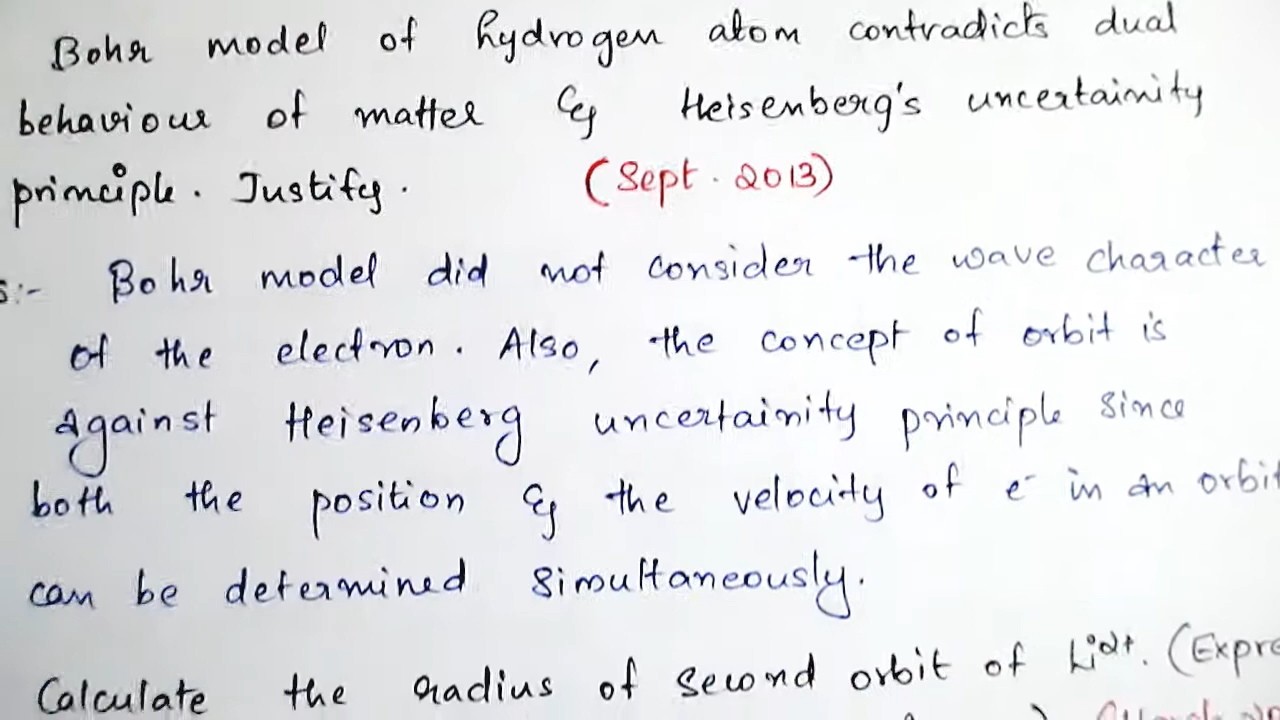 Bohr model of hydrogen atom contradicts dual
behaviour of matter & Heisenberg's uncertainity
principle. Justify. (Sept. 2013)
s:- Bohr model did not consider the wave character
of the electron. Also, the concept of orbit is
against Heisenberg uncertainity principle since
both the position & the velocity of e⁻ in an orbit
can be determined simultaneously.
Calculate the radius of second orbit of Li²⁺. (Expre